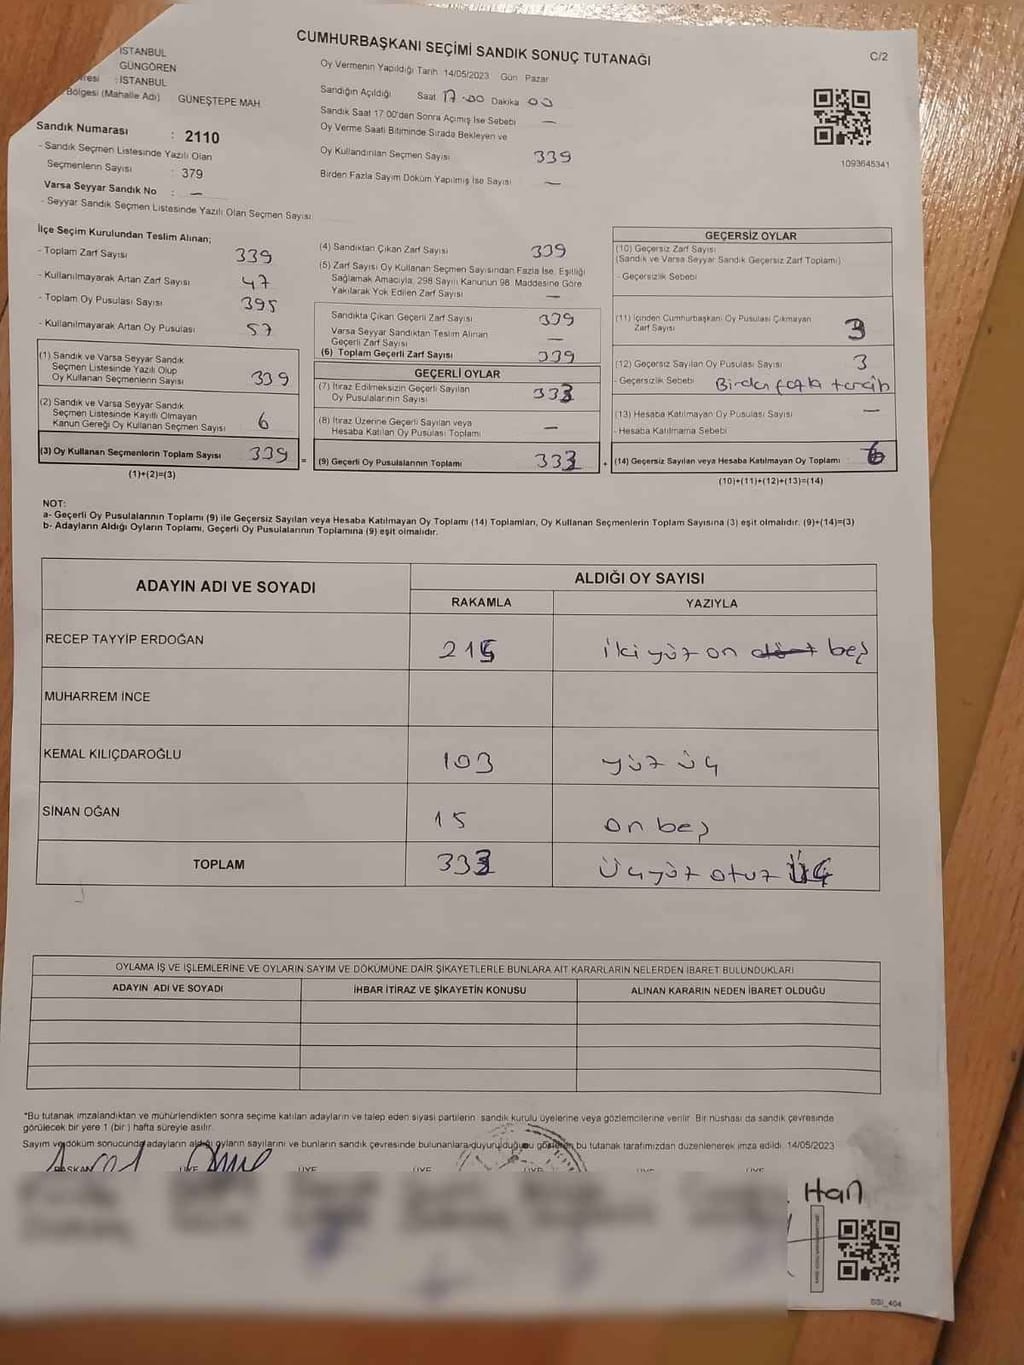 CUMHURBAŞKANI SEÇİMİ SANDIK SONUÇ TUTANAĞI
C/2
İSTANBUL
GÜNGÖREN
: İSTANBUL
Bölgesi (Mahalle Adı) GÜNEŞTEPE MAH.
Sandık Numarası : 2110
- Sandık Seçmen Listesinde Yazılı Olan
Seçmenlerin Sayısı : 379
Varsa Seyyar Sandık No : —
- Seyyar Sandık Seçmen Listesinde Yazılı Olan Seçmen Sayısı:
Oy Vermenin Yapıldığı Tarih 14/05/2023 Gün Pazar
Sandığın Açıldığı Saat 17.00 Dakika 00
Sandık Saat 17.00'den Sonra Açımış İse Sebebi —
Oy Verme Saati Bitiminde Sırada Bekleyen ve
Oy Kullandırılan Seçmen Sayısı 339
Birden Fazla Sayım Döküm Yapılmış İse Sayısı —
1093645341
İlçe Seçim Kurulundan Teslim Alınan;
- Toplam Zarf Sayısı 339
- Kullanılmayarak Artan Zarf Sayısı 47
- Toplam Oy Pusulası Sayısı 395
- Kullanılmayarak Artan Oy Pusulası 57
(1) Sandık ve Varsa Seyyar Sandık
Seçmen Listesinde Yazılı Olup
Oy Kullanan Seçmenlerin Sayısı 339
(2) Sandık ve Varsa Seyyar Sandık
Seçmen Listesinde Kayıtlı Olmayan
Kanun Gereği Oy Kullanan Seçmen Sayısı 6
(3) Oy Kullanan Seçmenlerin Toplam Sayısı 339
(1)+(2)=(3)
(4) Sandıktan Çıkan Zarf Sayısı 339
(5) Zarf Sayısı Oy Kullanan Seçmen Sayısından Fazla İse, Eşitliği
Sağlamak Amacıyla, 298 Sayılı Kanunun 98. Maddesine Göre
Yakılarak Yok Edilen Zarf Sayısı —
Sandıkta Çıkan Geçerli Zarf Sayısı 339
Varsa Seyyar Sandıktan Teslim Alınan
Geçerli Zarf Sayısı —
(6) Toplam Geçerli Zarf Sayısı 339
GEÇERLİ OYLAR
(7) İtiraz Edilmeksizin Geçerli Sayılan
Oy Pusulalarının Sayısı 333
(8) İtiraz Üzerine Geçerli Sayılan veya
Hesaba Katılan Oy Pusulası Toplamı —
= (9) Geçerli Oy Pusulalarının Toplamı 333 +
GEÇERSİZ OYLAR
(10) Geçersiz Zarf Sayısı
(Sandık ve Varsa Seyyar Sandık Geçersiz Zarf Toplamı)
- Geçersizlik Sebebi
(11) İçinden Cumhurbaşkanı Oy Pusulası Çıkmayan
Zarf Sayısı 3
(12) Geçersiz Sayılan Oy Pusulası Sayısı 3
- Geçersizlik Sebebi Birden fazla tercih
(13) Hesaba Katılmayan Oy Pusulası Sayısı —
- Hesaba Katılmama Sebebi
(14) Geçersiz Sayılan veya Hesaba Katılmayan Oy Toplamı 6
(10)+(11)+(12)+(13)=(14)
NOT:
a- Geçerli Oy Pusulalarının Toplamı (9) ile Geçersiz Sayılan veya Hesaba Katılmayan Oy Toplamı (14) Toplamları, Oy Kullanan Seçmenlerin Toplam Sayısına (3) eşit olmalıdır. (9)+(14)=(3)
b- Adayların Aldığı Oyların Toplamı, Geçerli Oy Pusulalarının Toplamına (9) eşit olmalıdır.
ADAYIN ADI VE SOYADI ALDIĞI OY SAYISI
RAKAMLA YAZIYLA
RECEP TAYYİP ERDOĞAN 215 iki yüz on dört beş
MUHARREM İNCE
KEMAL KILIÇDAROĞLU 103 yüz üç
SİNAN OĞAN 15 on beş
TOPLAM 333 üçyüz otuz üç
OYLAMA İŞ VE İŞLEMLERİNE VE OYLARIN SAYIM VE DÖKÜMÜNE DAİR ŞİKAYETLERLE BUNLARA AİT KARARLARIN NELERDEN İBARET BULUNDUKLARI
ADAYIN ADI VE SOYADI İHBAR İTİRAZ VE ŞİKAYETİN KONUSU ALINAN KARARIN NEDEN İBARET OLDUĞU
*Bu tutanak imzalandıktan ve mühürlendikten sonra seçime katılan adayların ve talep eden siyasi partilerin sandık kurulu üyelerine veya gözlemcilerine verilir. Bir nüshası da sandık çevresinde
görülecek bir yere 1 (bir) hafta süreyle asılır.
Sayım ve döküm sonucunda adayların aldığı oyların sayılarını ve bunların sandık çevresinde bulunanlara duyurulduğunu gösteren bu tutanak tarafımızdan düzenlenerek imza edildi. 14/05/2023
BAŞKAN ÜYE ÜYE ÜYE ÜYE ÜYE ÜYE
Han
SSI_404